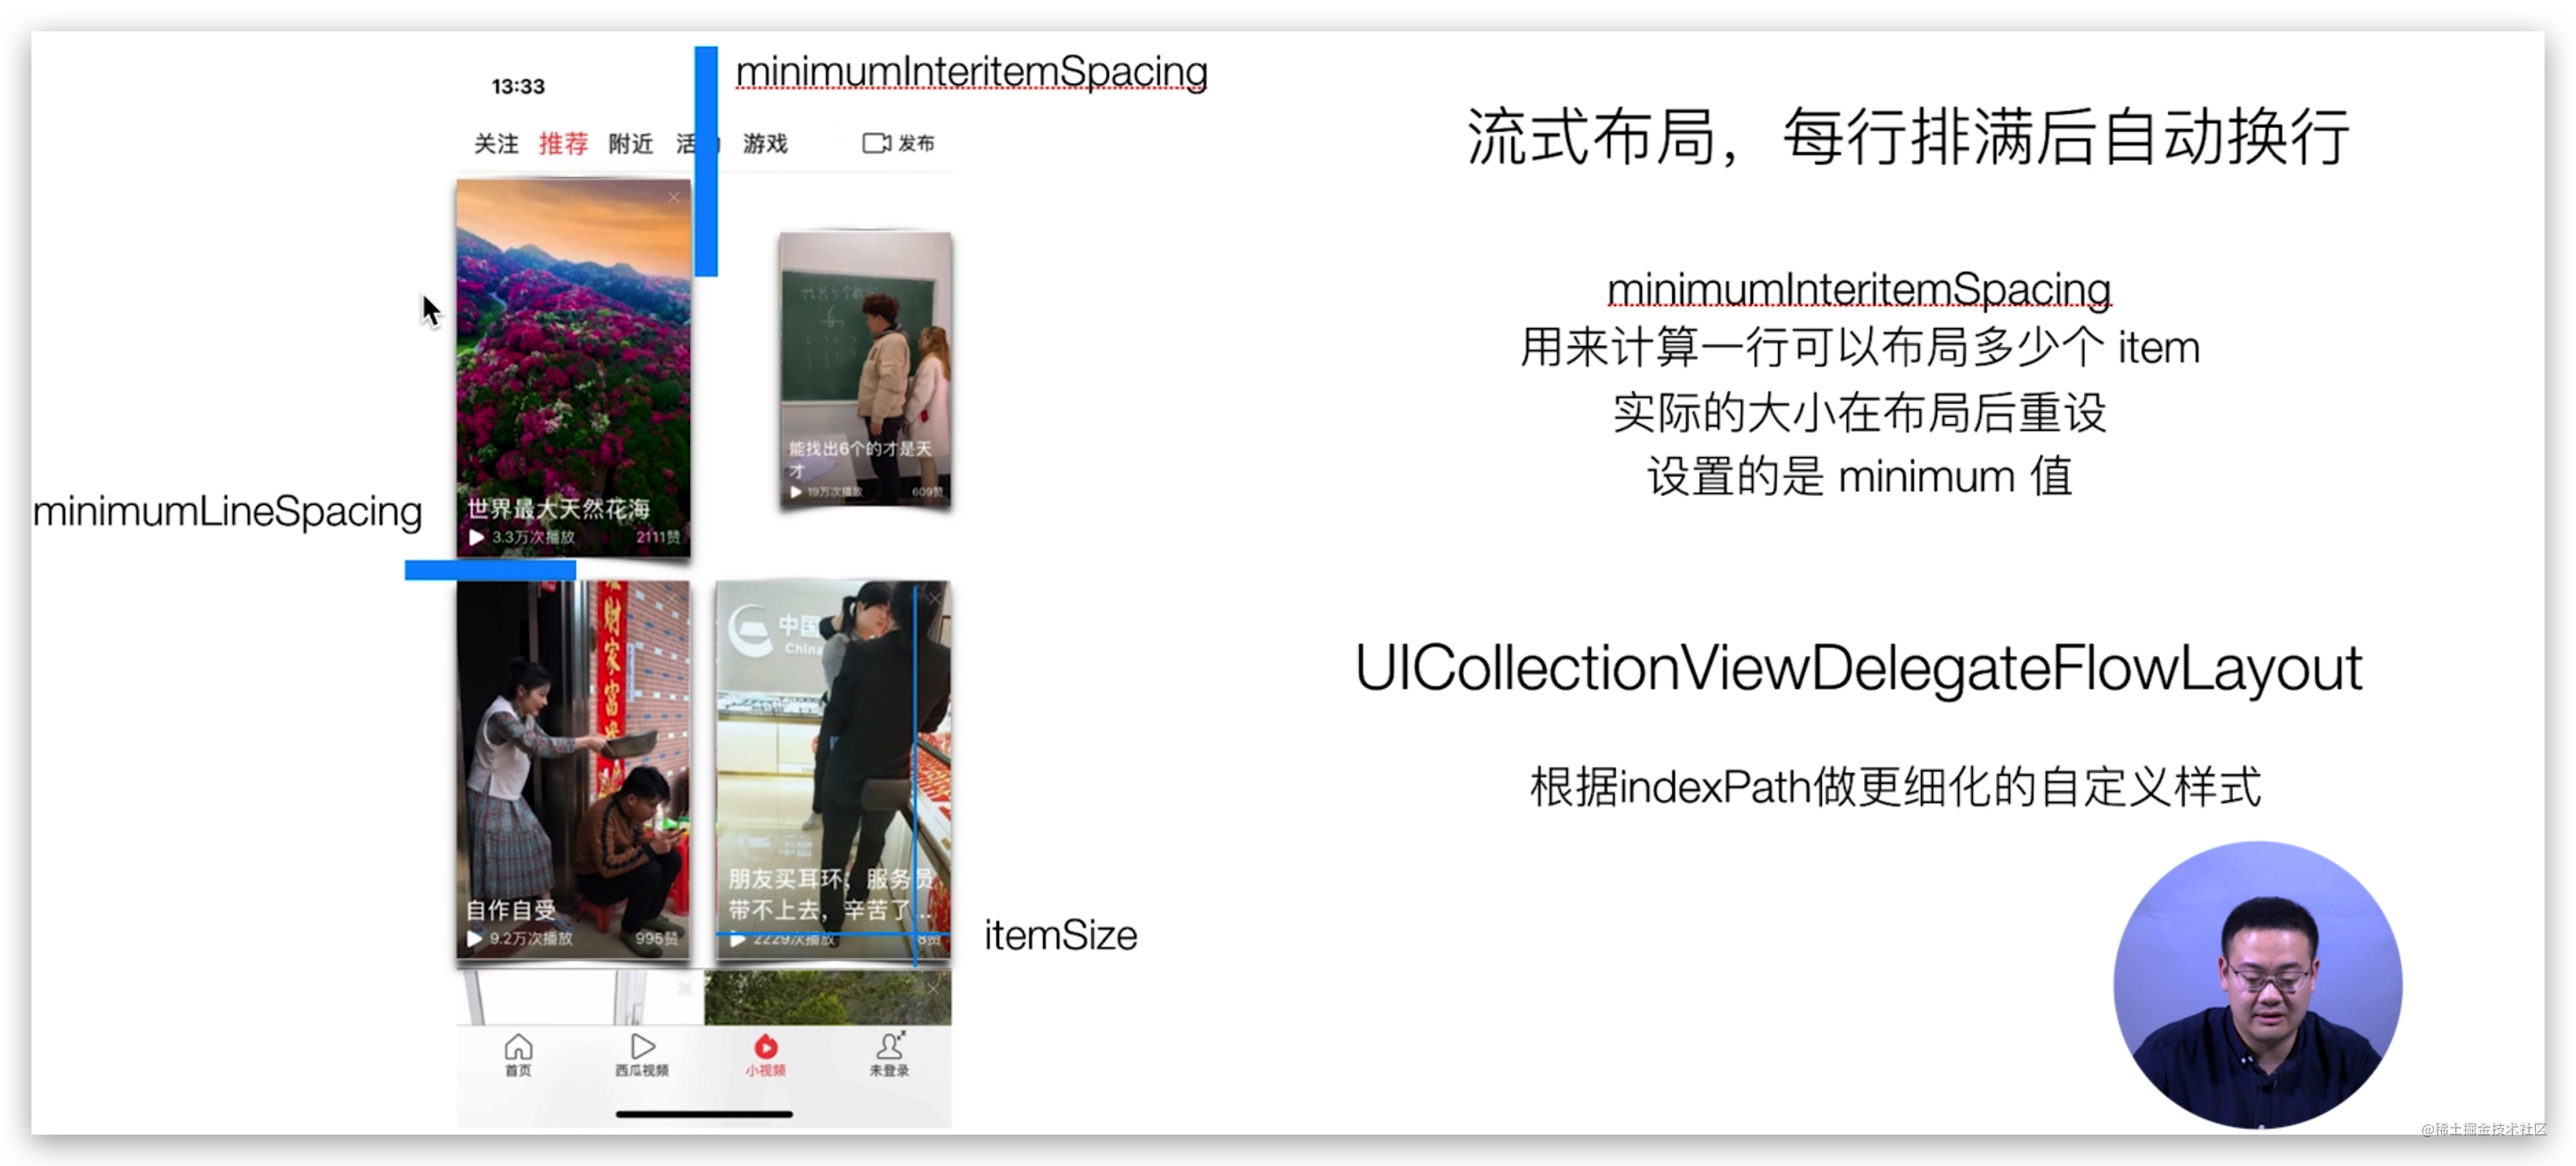 minimumInteritemSpacing
13:33
关注 推荐 附近 活 游戏 发布
世界最大天然花海
3.3万次播放 2111赞
能找出6个的才是天
才
19万次播放 609赞
minimumLineSpacing
财家富
自作自受
9.2万次播放 995赞
中国
China
朋友买耳环，服务员
带不上去，辛苦了...
2229次播放 8赞
itemSize
首页 西瓜视频 小视频 未登录
流式布局，每行排满后自动换行
minimumInteritemSpacing
用来计算一行可以布局多少个 item
实际的大小在布局后重设
设置的是 minimum 值
UICollectionViewDelegateFlowLayout
根据indexPath做更细化的自定义样式
@稀土掘金技术社区